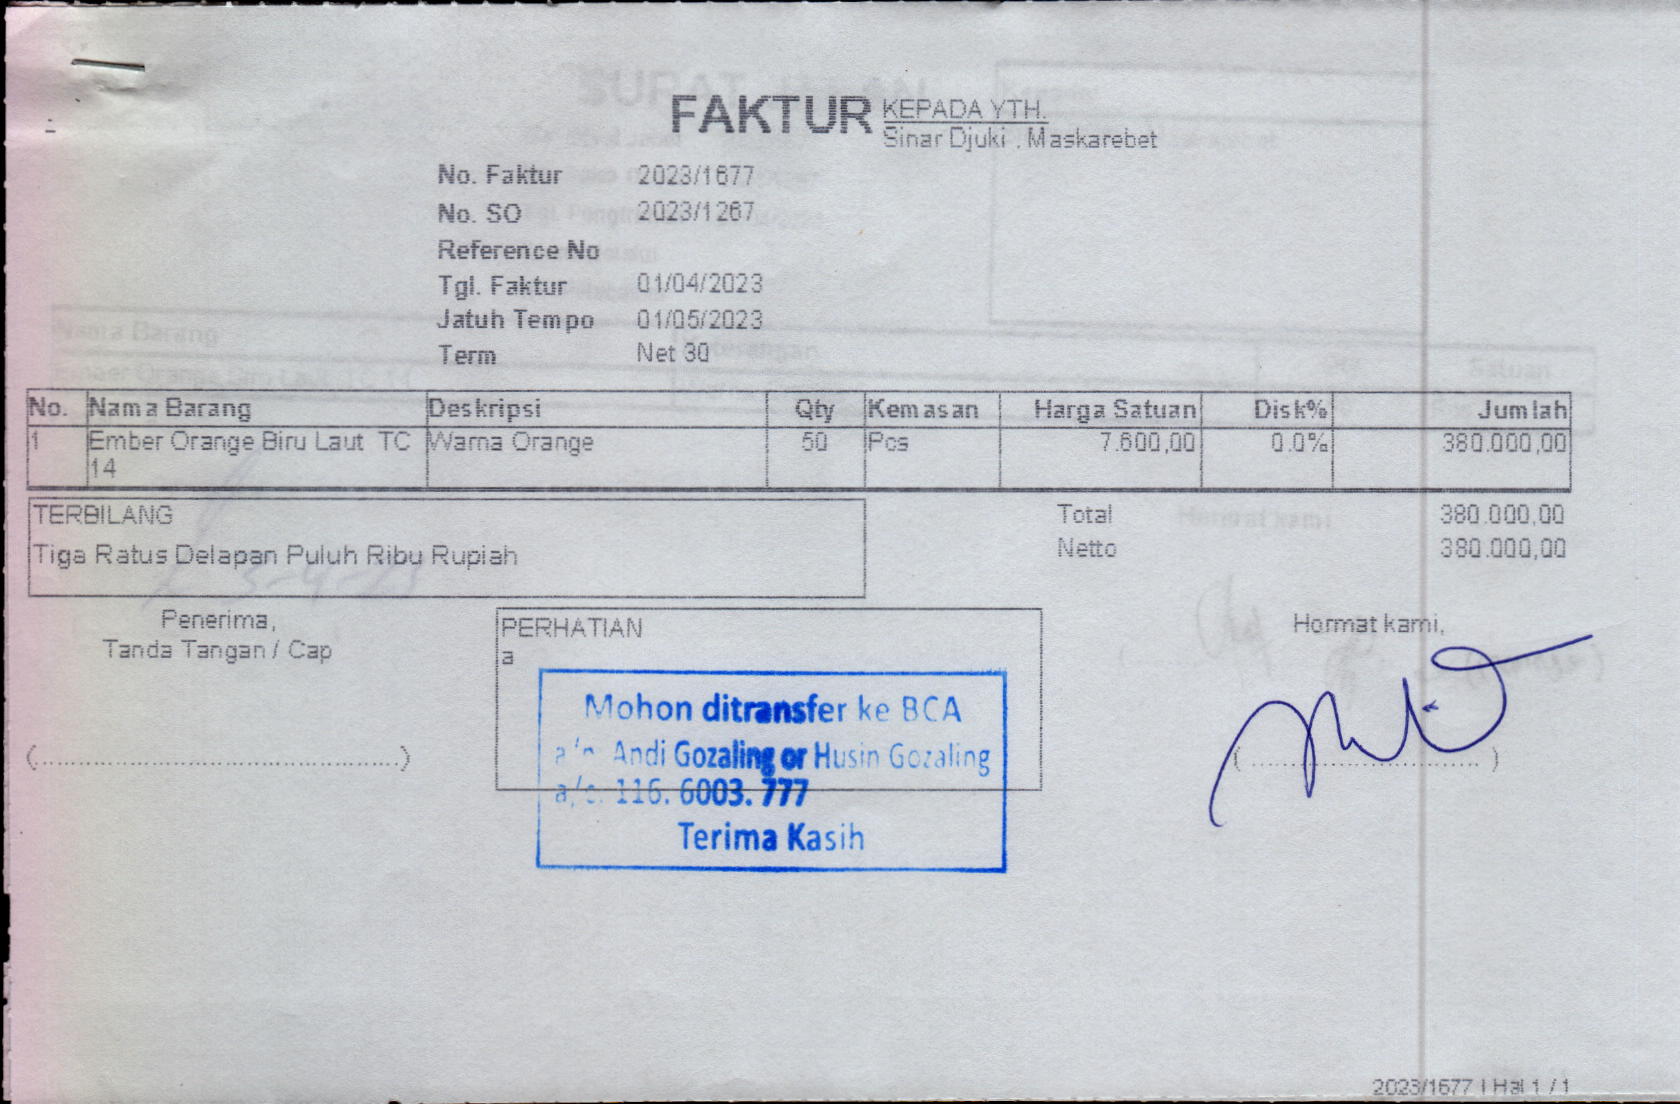 FAKTUR
KEPADA YTH.
Sinar Djuki . Maskarebet
No. Faktur 2023/1677
No. SO 2023/1267
Reference No
Tgl. Faktur 01/04/2023
Jatuh Tempo 01/05/2023
Term Net 30
No. Nama Barang Deskripsi Qty Kemasan Harga Satuan Disk% Jumlah
1 Ember Orange Biru Laut TC Warna Orange 50 Pcs 7.600,00 0.0% 380.000,00
14
TERBILANG
Tiga Ratus Delapan Puluh Ribu Rupiah
Total 380.000,00
Netto 380.000,00
Penerima,
Tanda Tangan / Cap
(........................................)
PERHATIAN
a
Mohon ditransfer ke BCA
a/n. Andi Gozaling or Husin Gozaling
a/c. 116. 6003. 777
Terima Kasih
Hormat kami,
(........................................)
2023/1677 | Hal 1 / 1